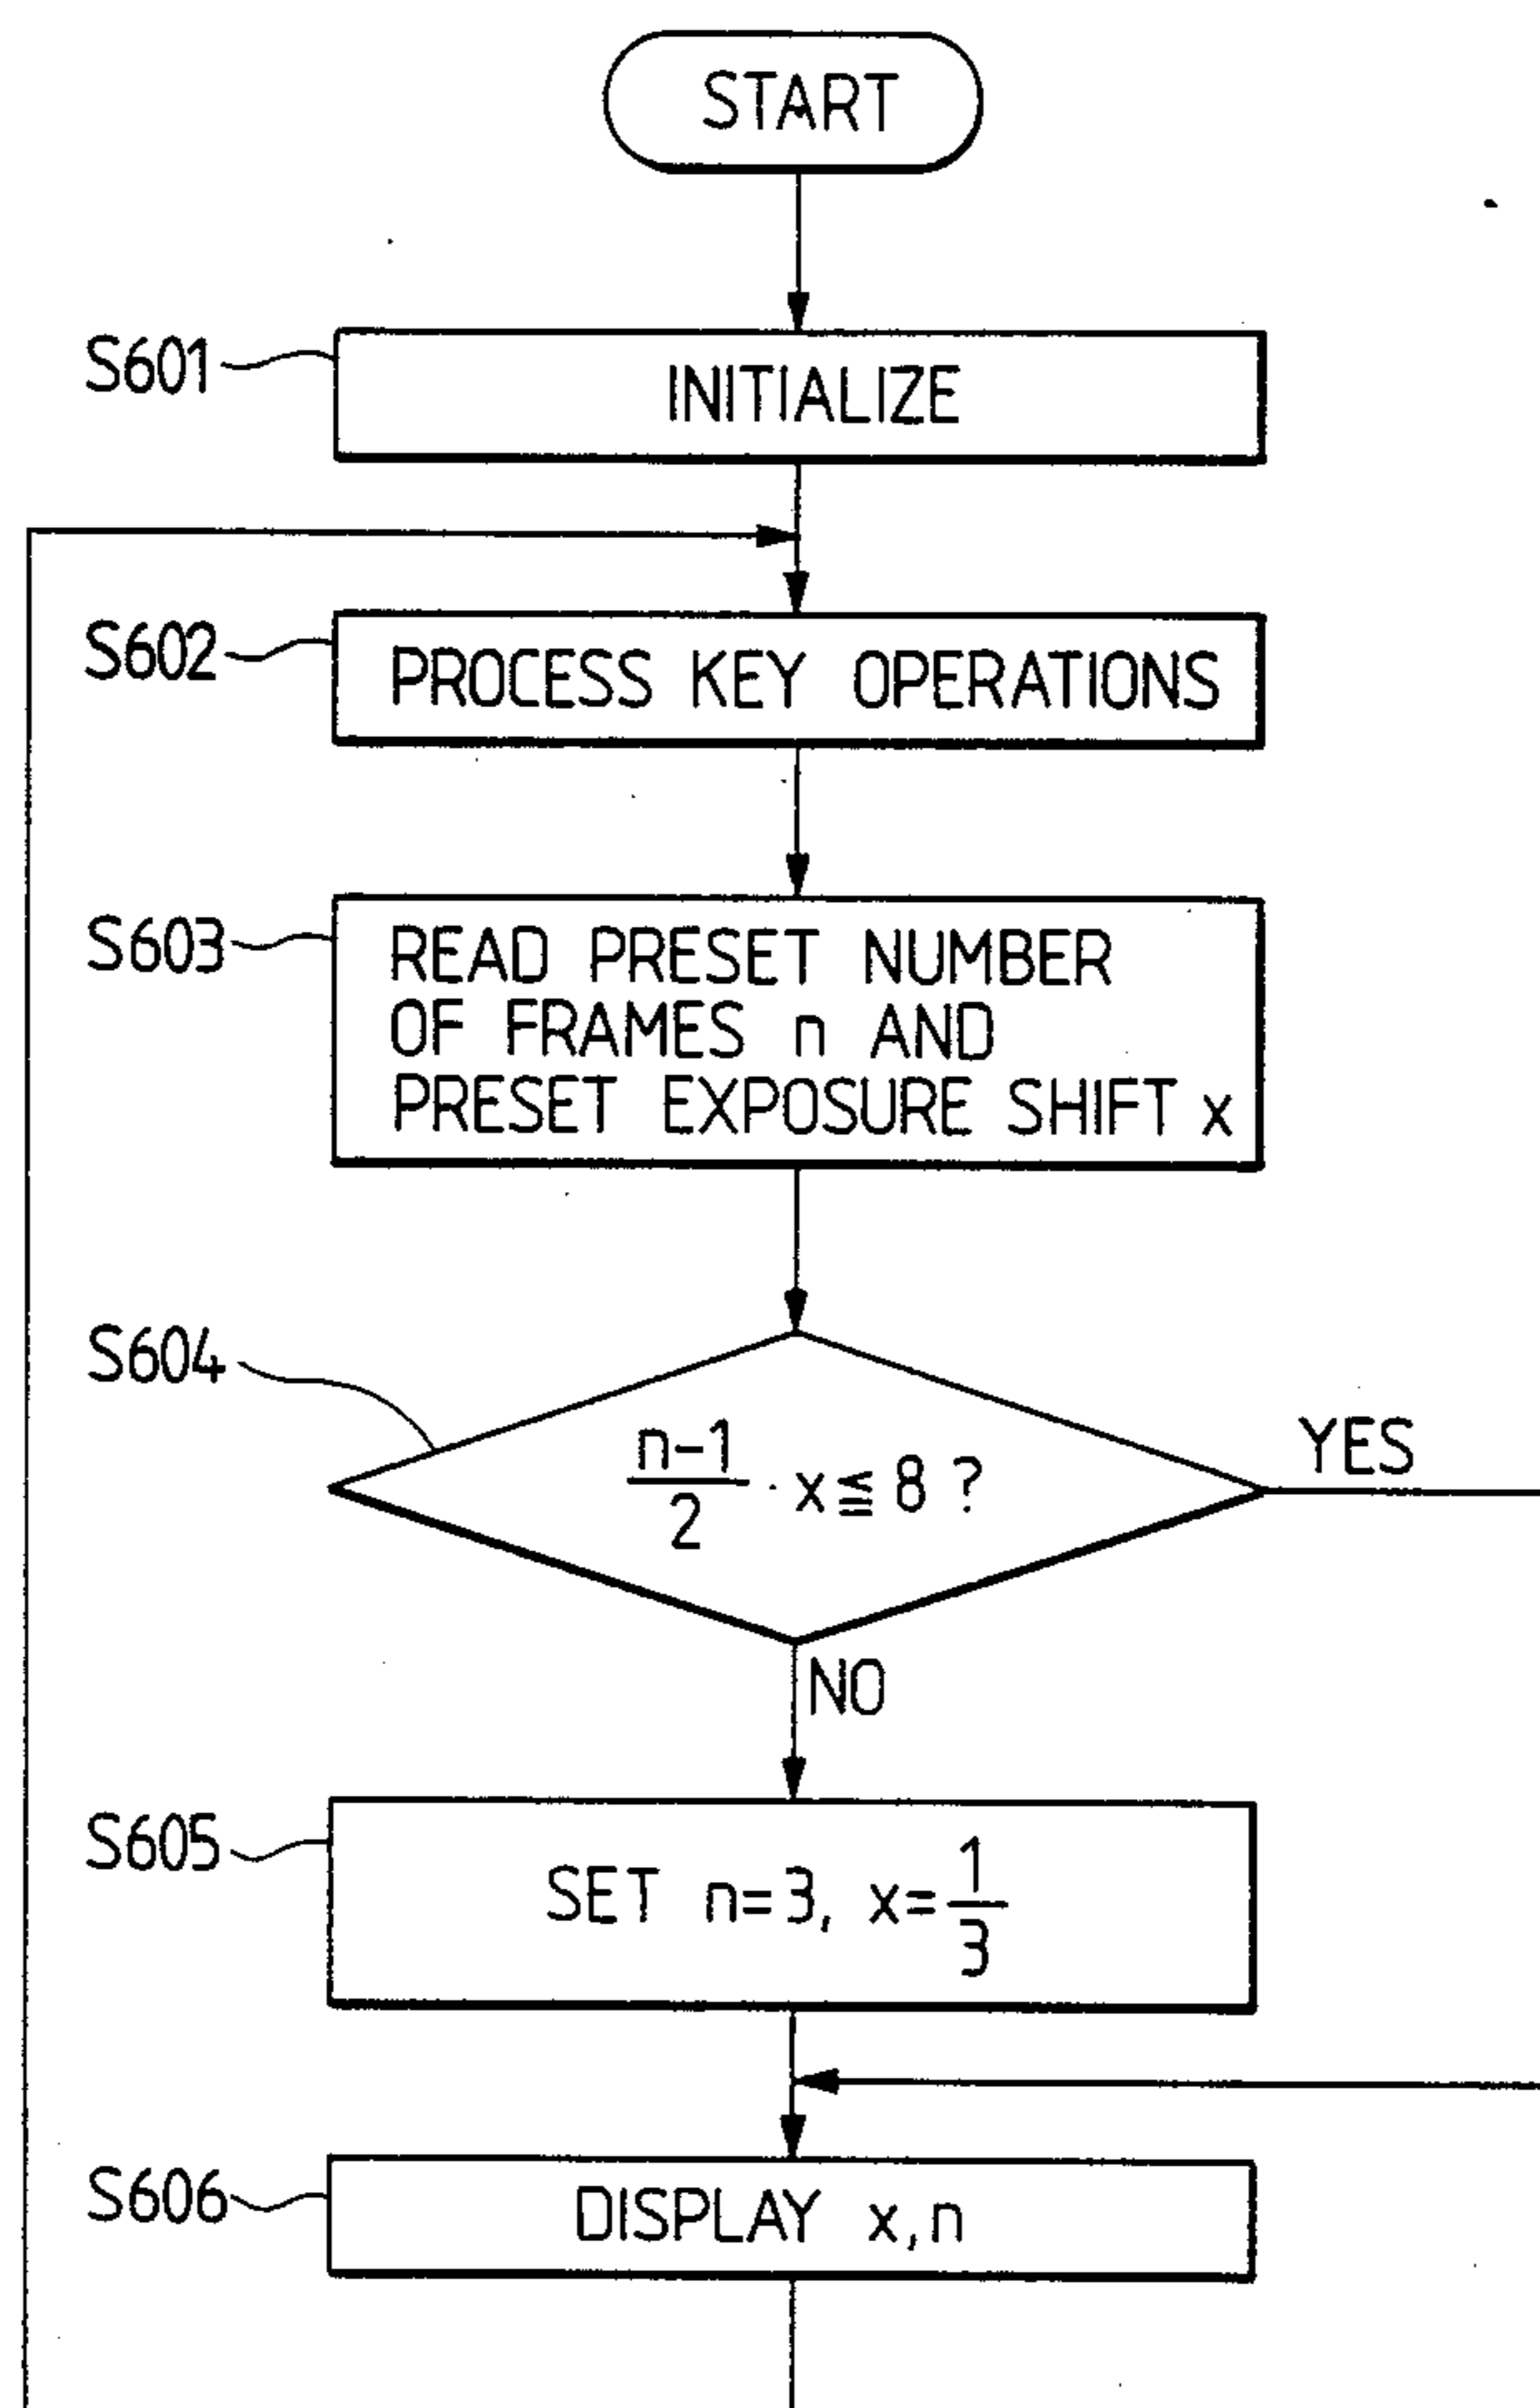 START
S601
INITIALIZE
S602
PROCESS KEY OPERATIONS
S603
READ PRESET NUMBER
OF FRAMES n AND
PRESET EXPOSURE SHIFT x
S604
n-1
2
· x ≦ 8 ?
YES
NO
S605
SET n=3, x=
1
3
S606
DISPLAY x,n